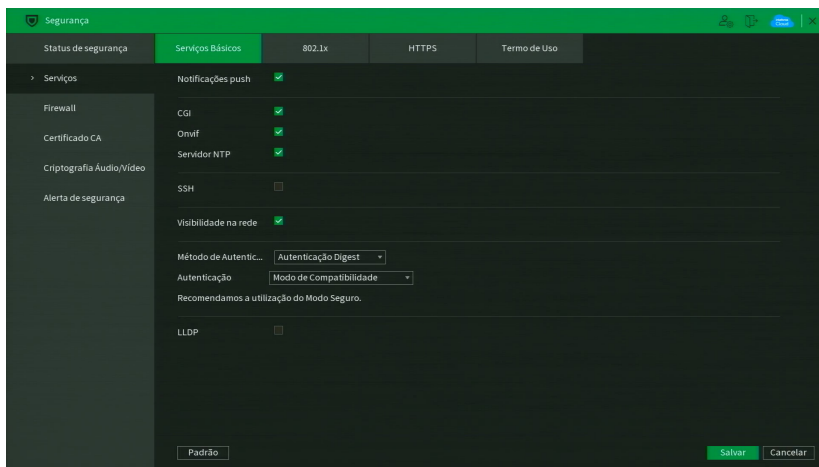 Segurança
Cloud
Status de segurança
Serviços Básicos
802.1x
HTTPS
Termo de Uso
Serviços
Firewall
Certificado CA
Criptografia Áudio/Vídeo
Alerta de segurança
Notificações push
CGI
Onvif
Servidor NTP
SSH
Visibilidade na rede
Método de Autentic... Autenticação Digest
Autenticação Modo de Compatibilidade
Recomendamos a utilização do Modo Seguro.
LLDP
Padrão
Salvar
Cancelar